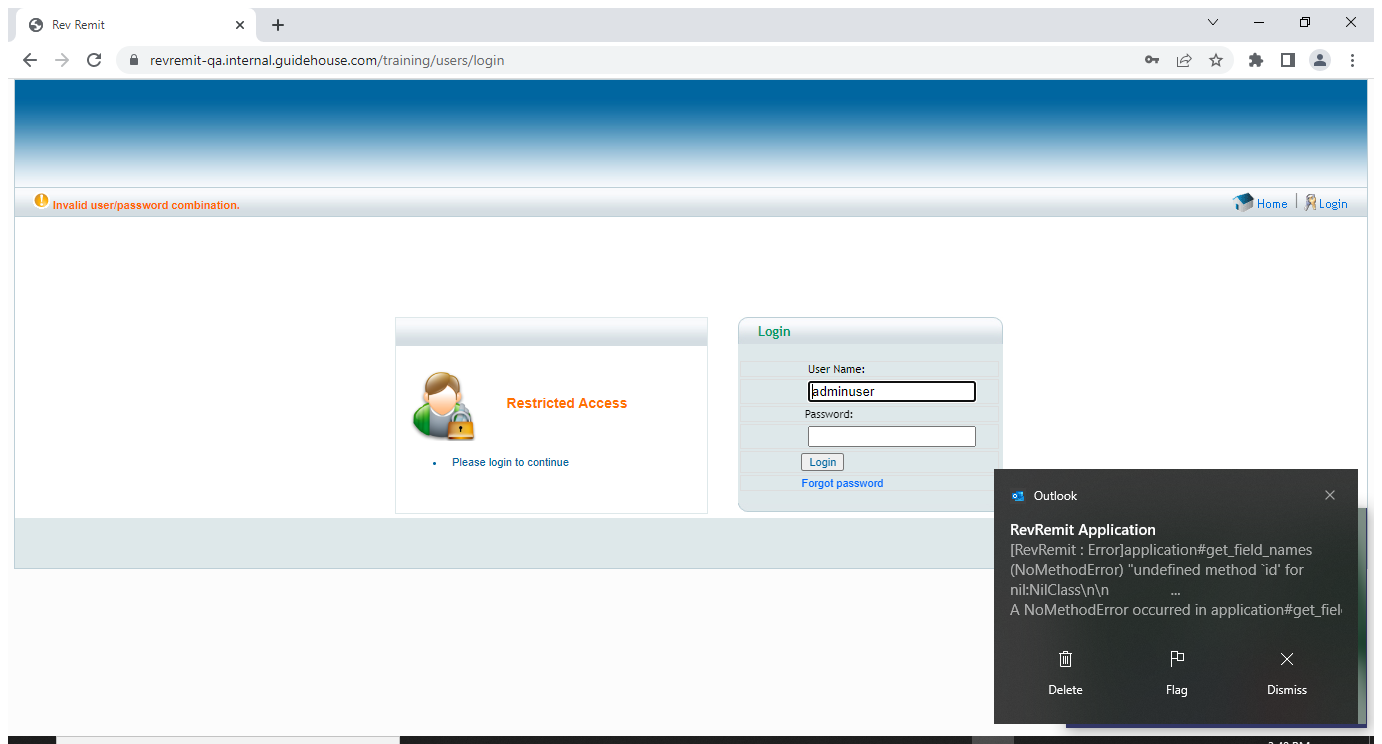 Rev Remit
revremit-qa.internal.guidehouse.com/training/users/login
Invalid user/password combination.
Home
Login
Login
User Name:
adminuser
Password:
Restricted Access
Please login to continue
Login
Forgot password
Outlook
RevRemit Application
[RevRemit : Error]application#get_field_names
(NoMethodError) "undefined method `id' for
nil:NilClass\n\n ...
A NoMethodError occurred in application#get_fiel
Delete
Flag
Dismiss